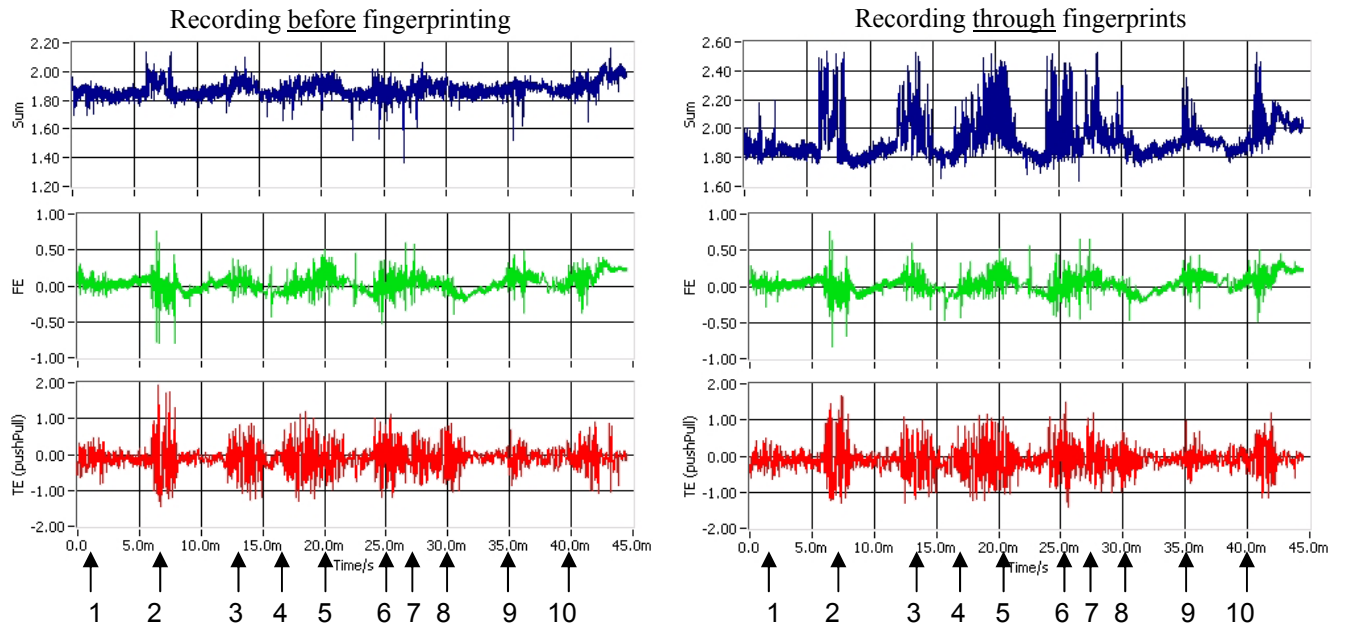 Recording before fingerprinting
2.20
2.00
1.80
1.60
1.40
1.20
Sum
1.00
0.50
0.00
-0.50
-1.00
FE
2.00
1.00
0.00
-1.00
-2.00
TE (pushPull)
0.0 5.0m 10.0m 15.0m 20.0m 25.0m 30.0m 35.0m 40.0m 45.0m
Time/s
1 2 3 4 5 6 7 8 9 10
Recording through fingerprints
2.60
2.40
2.20
2.00
1.80
1.60
Sum
1.00
0.50
0.00
-0.50
-1.00
FE
2.00
1.00
0.00
-1.00
-2.00
TE (pushPull)
0.0 5.0m 10.0m 15.0m 20.0m 25.0m 30.0m 35.0m 40.0m 45.0m
Time/s
1 2 3 4 5 6 7 8 9 10